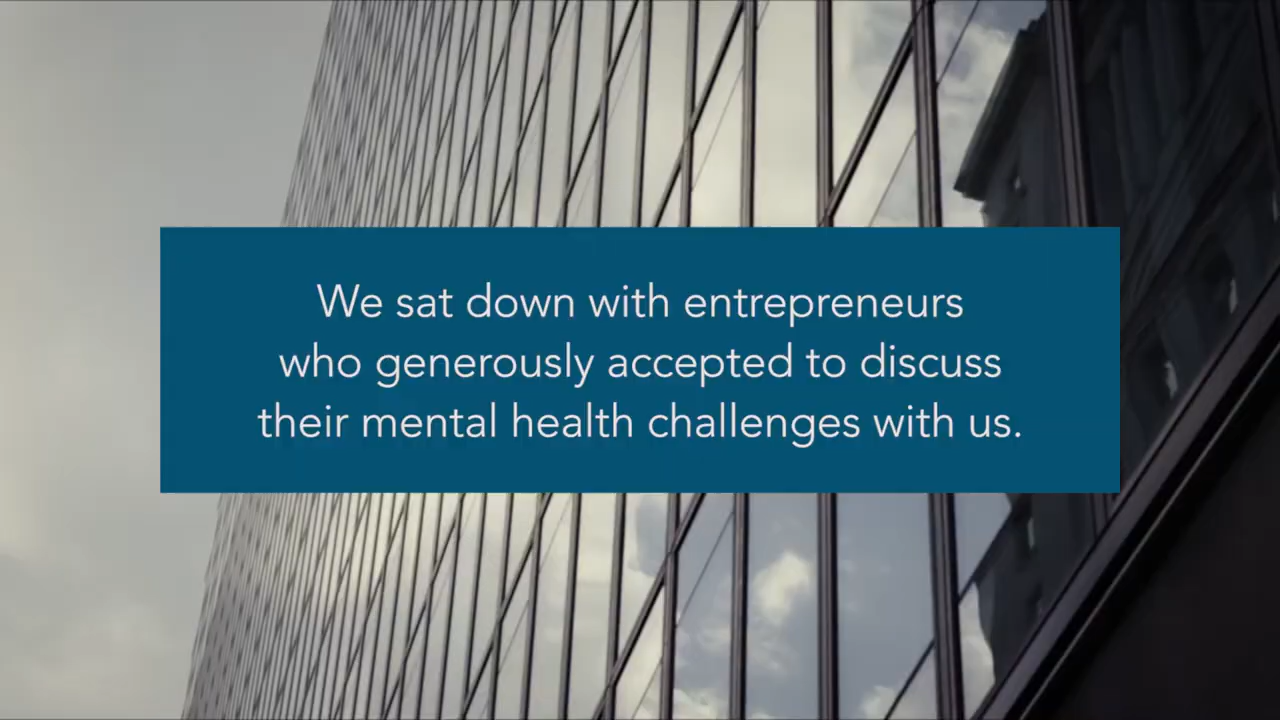 We sat down with entrepreneurs
who generously accepted to discuss
their mental health challenges with us.